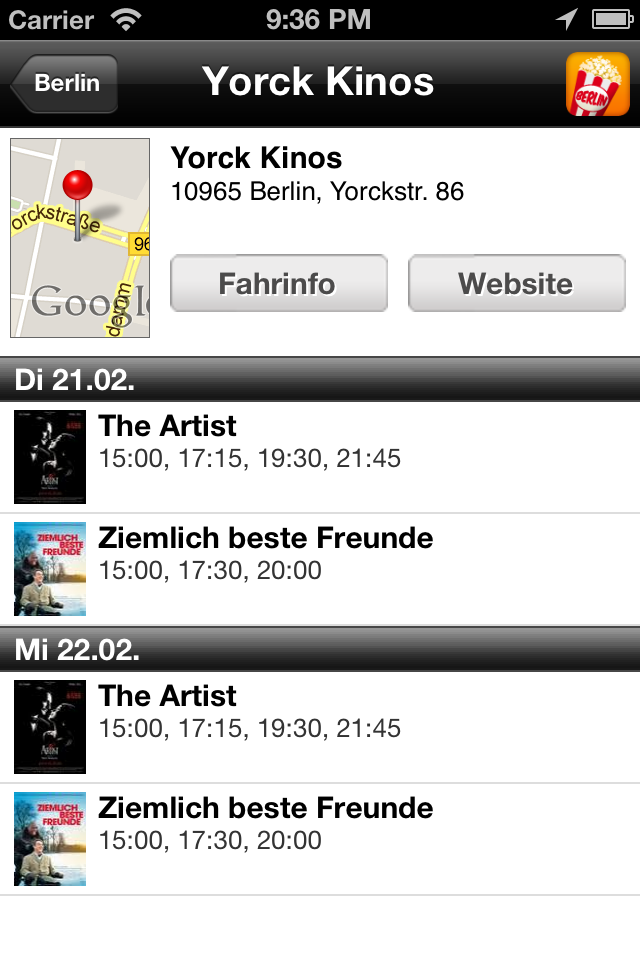 Carrier 9:36 PM
Berlin Yorck Kinos BERLIN
Yorck Kinos
10965 Berlin, Yorckstr. 86
orckstraße
96
Google
Fahrinfo Website
Di 21.02.
The Artist
15:00, 17:15, 19:30, 21:45
ZIEMLICH
BESTE
FREUNDE
Ziemlich beste Freunde
15:00, 17:30, 20:00
Mi 22.02.
The Artist
15:00, 17:15, 19:30, 21:45
ZIEMLICH
BESTE
FREUNDE
Ziemlich beste Freunde
15:00, 17:30, 20:00